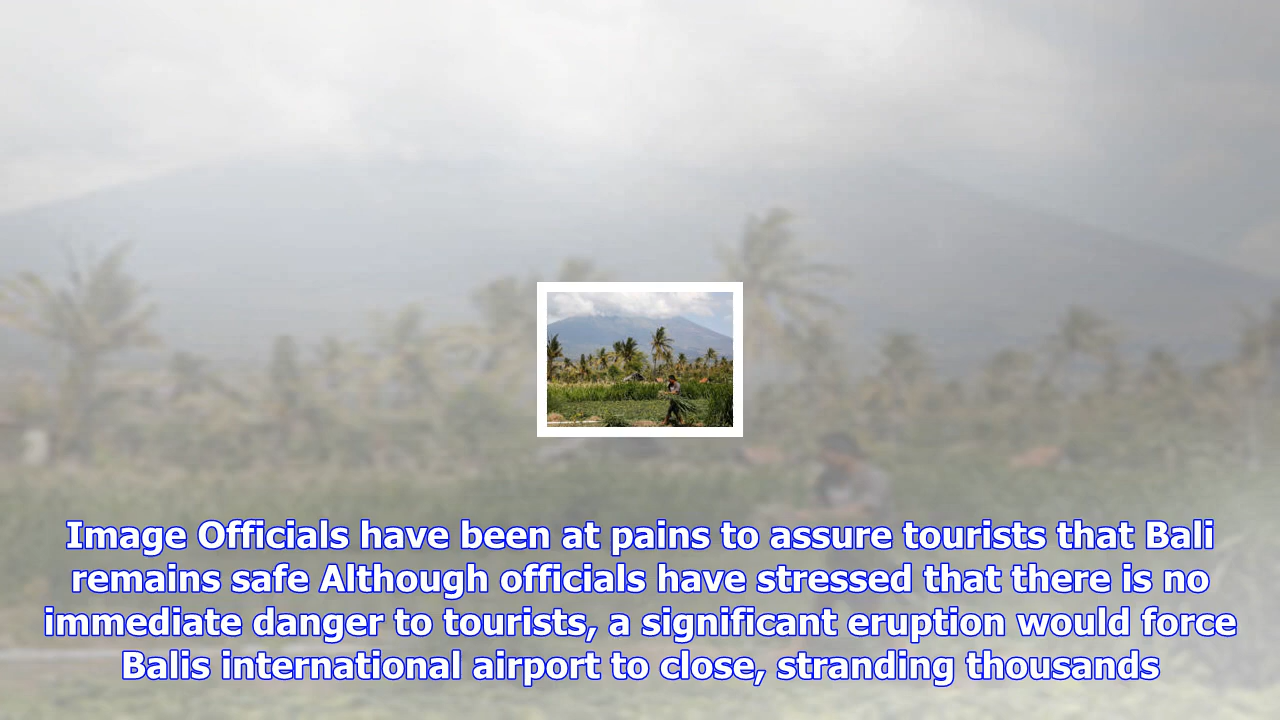 Image Officials have been at pains to assure tourists that Bali
remains safe Although officials have stressed that there is no
immediate danger to tourists, a significant eruption would force
Balis international airport to close, stranding thousands